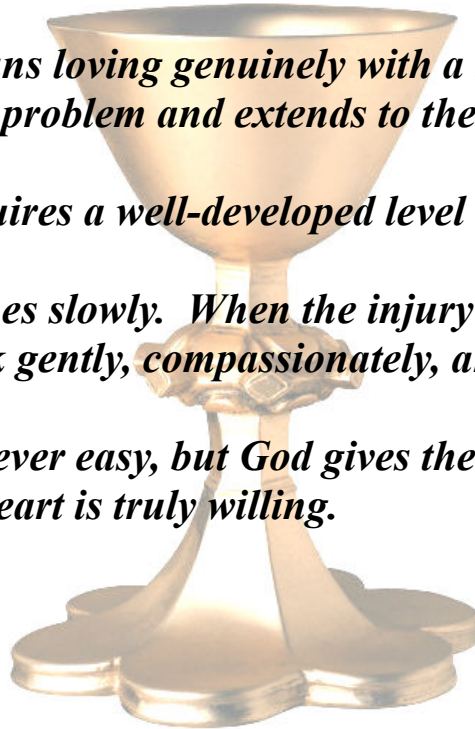 ns loving genuinely with a
problem and extends to the
uires a well-developed level
es slowly.  When the injury
gently, compassionately, a
ever easy, but God gives the
eart is truly willing.